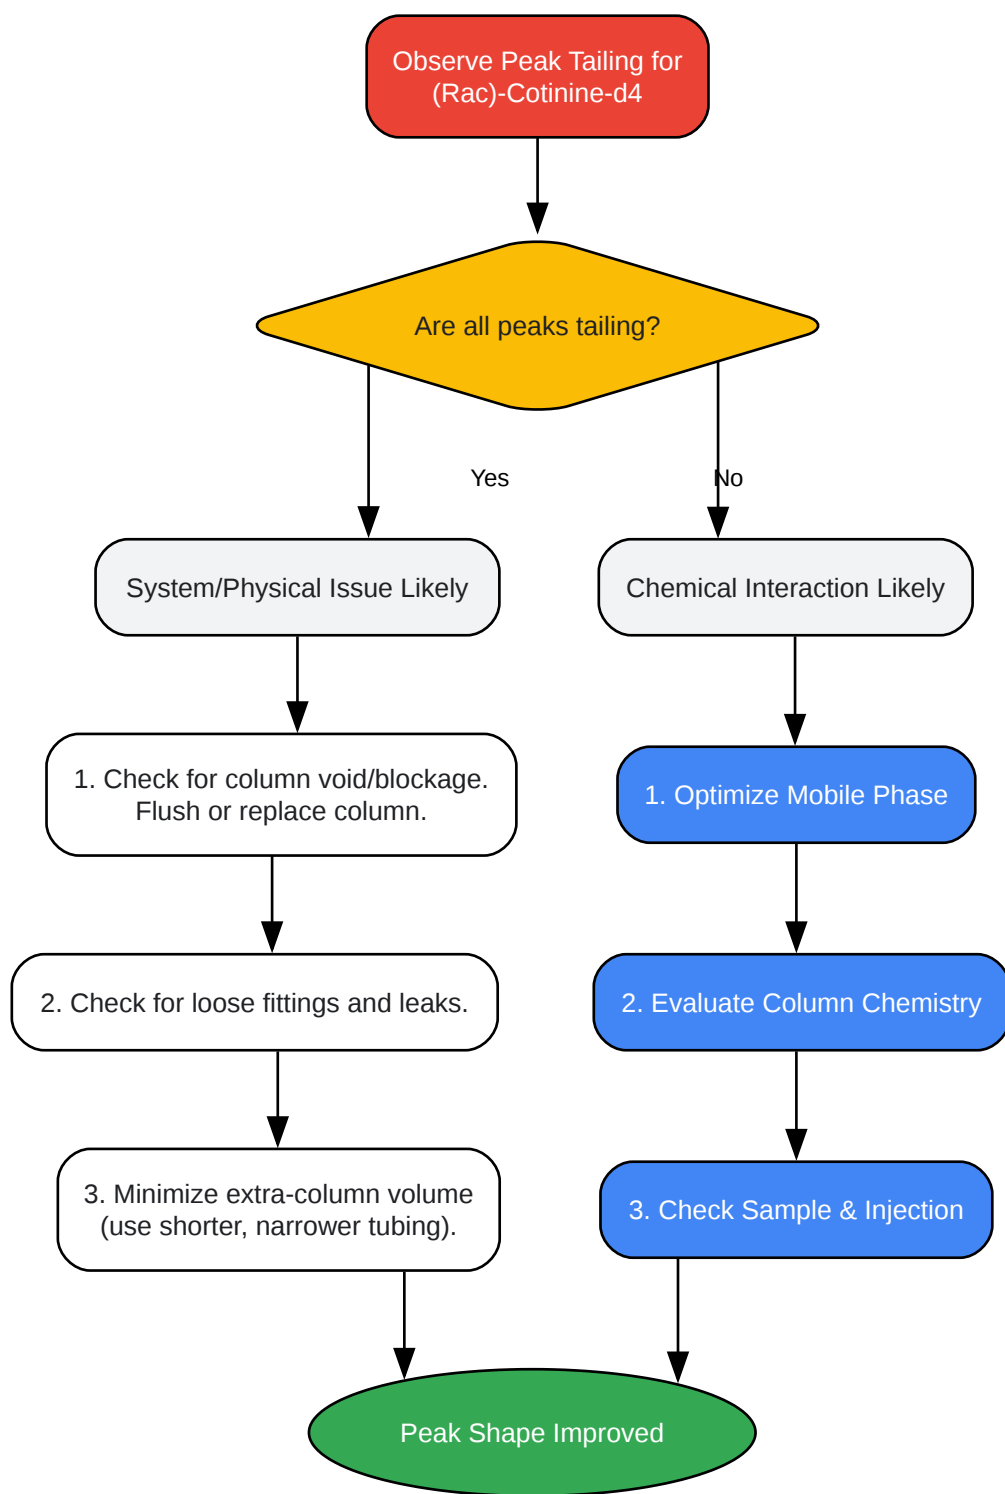 Observe Peak Tailing for
(Rac)-Cotinine-d4
Are all peaks tailing?
Yes
No
System/Physical Issue Likely
Chemical Interaction Likely
1. Check for column void/blockage.
Flush or replace column.
1. Optimize Mobile Phase
2. Check for loose fittings and leaks.
2. Evaluate Column Chemistry
3. Minimize extra-column volume
(use shorter, narrower tubing).
3. Check Sample & Injection
Peak Shape Improved